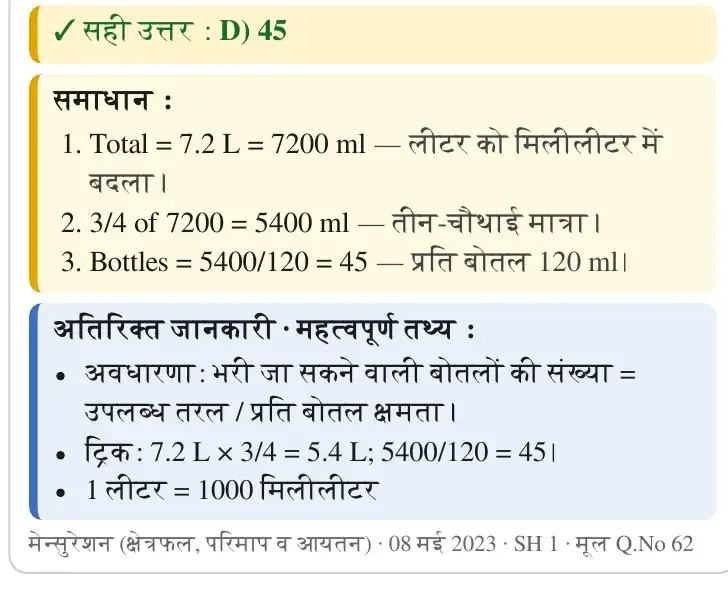 ✓ सही उत्तर : D) 45
समाधान :
1. Total = 7.2 L = 7200 ml — लीटर को मिलीलीटर में
बदला।
2. 3/4 of 7200 = 5400 ml — तीन-चौथाई मात्रा।
3. Bottles = 5400/120 = 45 — प्रति बोतल 120 ml।
अतिरिक्त जानकारी · महत्वपूर्ण तथ्य :
• अवधारणा : भरी जा सकने वाली बोतलों की संख्या =
उपलब्ध तरल / प्रति बोतल क्षमता।
• ट्रिक : 7.2 L × 3/4 = 5.4 L; 5400/120 = 45।
• 1 लीटर = 1000 मिलीलीटर
मेन्सुरेशन (क्षेत्रफल, परिमाप व आयतन) · 08 मई 2023 · SH 1 · मूल Q.No 62